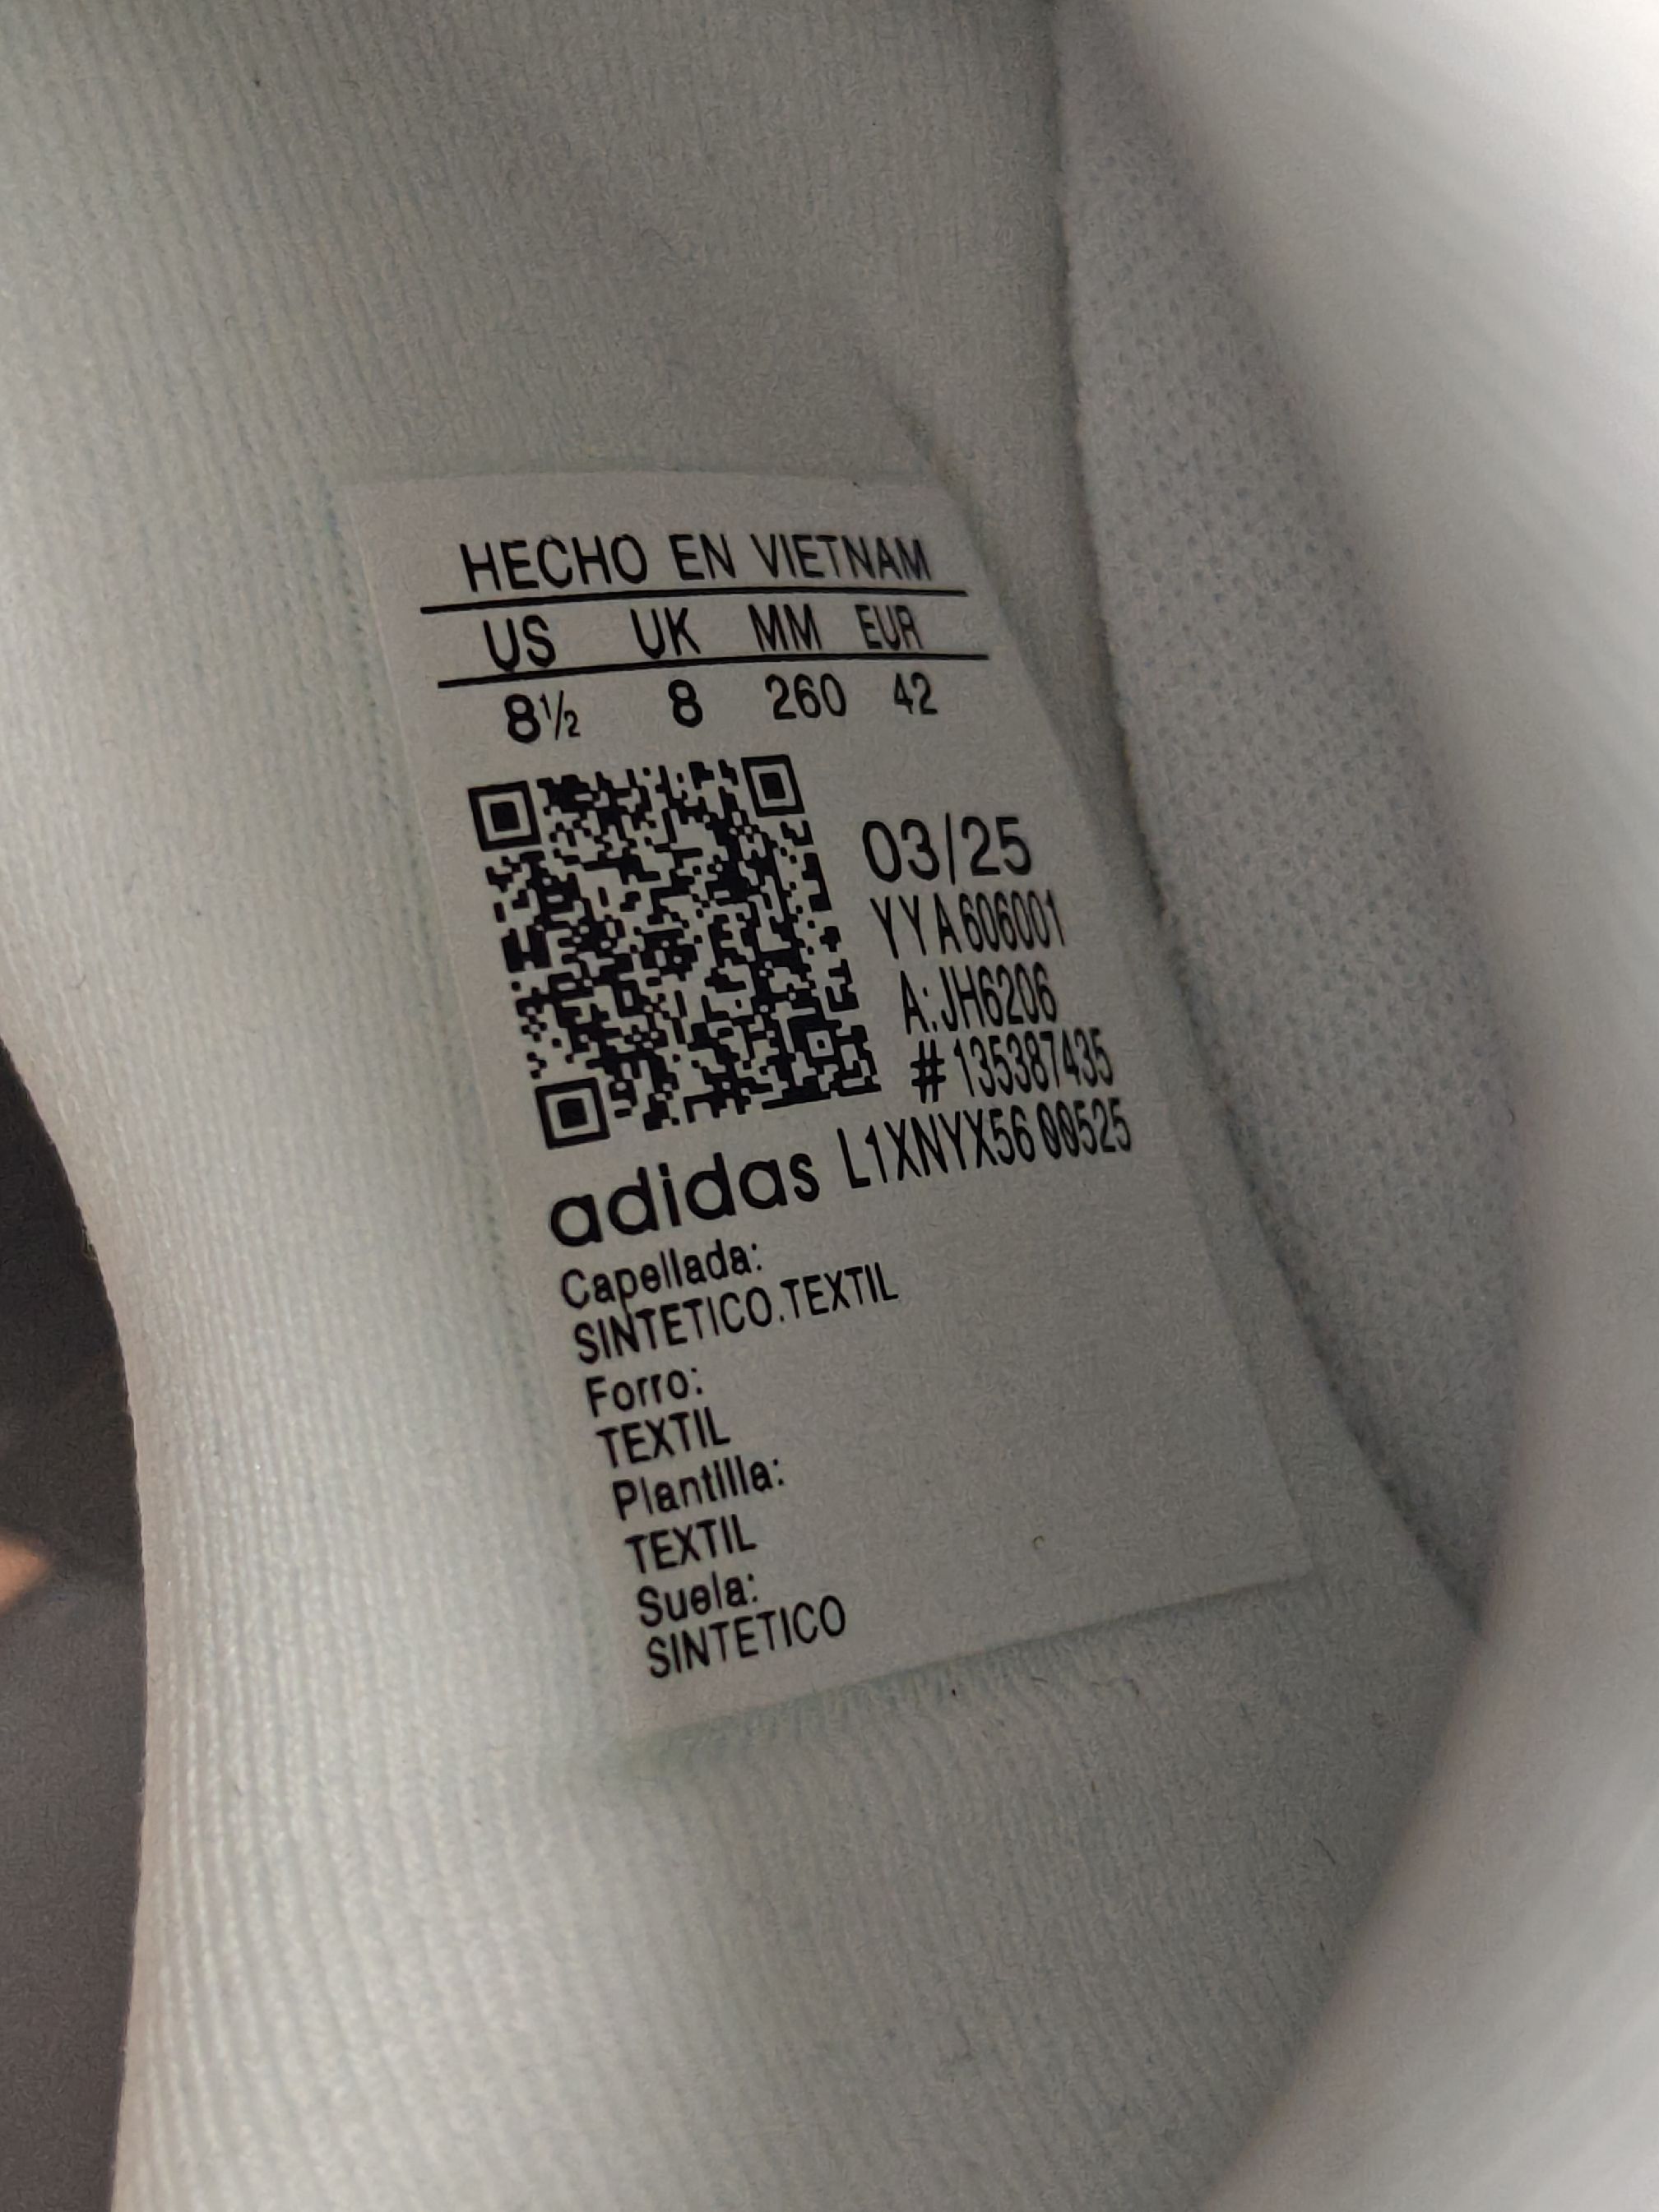 HECHO EN VIETNAM
US UK MM EUR
8½ 8 260 42
03/25
YYA606001
A:JH6206
#135387435
adidas L1XNYX56 00525
Capellada:
SINTETICO.TEXTIL
Forro:
TEXTIL
Plantilla:
TEXTIL
Suela:
SINTETICO